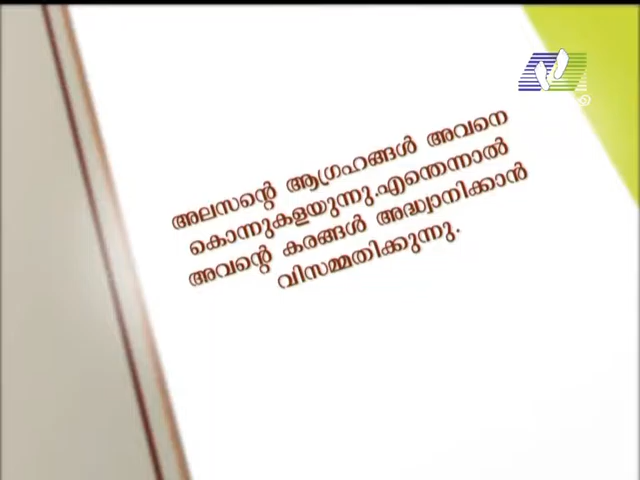 അലസന്റെ ആഗ്രഹങ്ങൾ അവനെ
കൊന്നുകളയുന്നു.എന്തെന്നാൽ
അവന്റെ കരങ്ങൾ അദ്ധ്വാനിക്കാൻ
വിസമ്മതിക്കുന്നു.